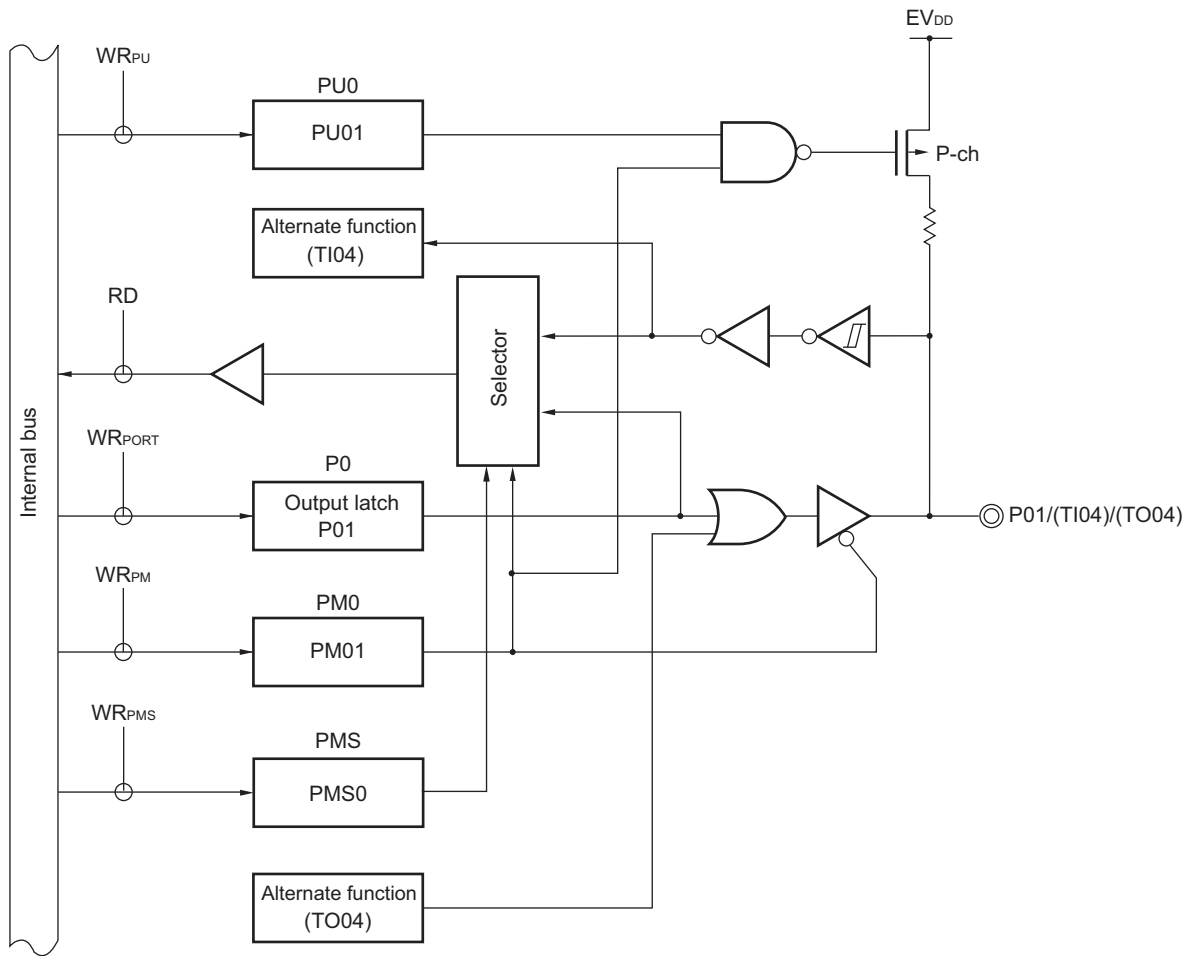 EVDD
WRPU
PU0
PU01
P-ch
Alternate function
(TI04)
RD
Selector
Internal bus
WRPORT
P0
Output latch
P01
P01/(TI04)/(TO04)
WRPM
PM0
PM01
WRPMS
PMS
PMS0
Alternate function
(TO04)